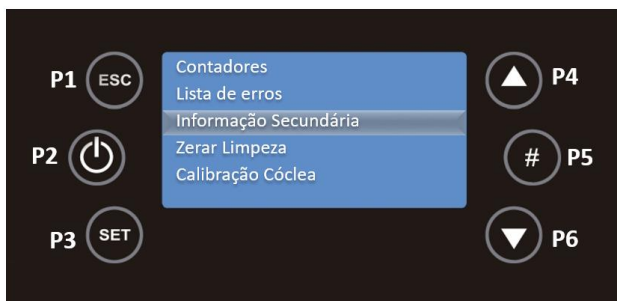 P1 ESC
P2
P3 SET
Contadores
Lista de erros
Informação Secundária
Zerar Limpeza
Calibração Cóclea
P4
# P5
P6